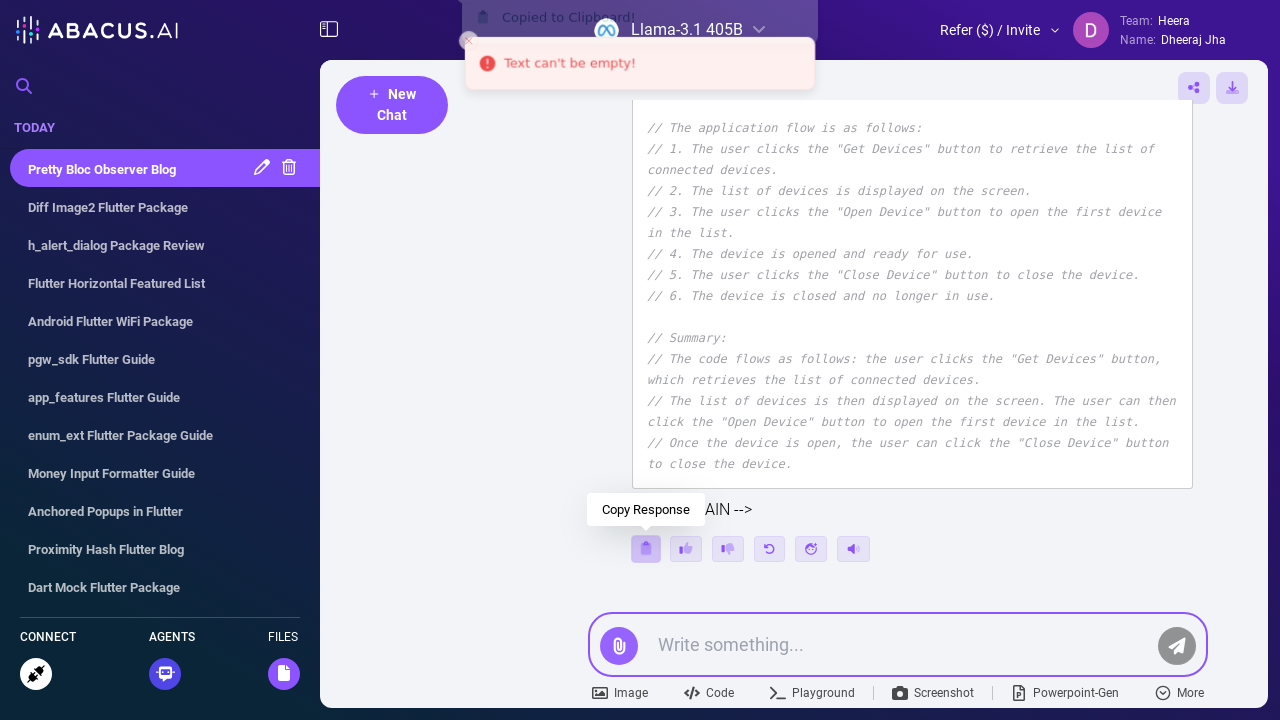 ABACUS.AI
Copied to Clipboard!
Llama-3.1 405B
Text can't be empty!
Refer ($) / Invite
D
Team: Heera
Name: Dheeraj Jha
TODAY
Pretty Bloc Observer Blog
Diff Image2 Flutter Package
h_alert_dialog Package Review
Flutter Horizontal Featured List
Android Flutter WiFi Package
pgw_sdk Flutter Guide
app_features Flutter Guide
enum_ext Flutter Package Guide
Money Input Formatter Guide
Anchored Popups in Flutter
Proximity Hash Flutter Blog
Dart Mock Flutter Package
CONNECT
AGENTS
FILES
+ New
Chat
// The application flow is as follows:
// 1. The user clicks the "Get Devices" button to retrieve the list of
connected devices.
// 2. The list of devices is displayed on the screen.
// 3. The user clicks the "Open Device" button to open the first device
in the list.
// 4. The device is opened and ready for use.
// 5. The user clicks the "Close Device" button to close the device.
// 6. The device is closed and no longer in use.
// Summary:
// The code flows as follows: the user clicks the "Get Devices" button,
which retrieves the list of connected devices.
// The list of devices is then displayed on the screen. The user can then
click the "Open Device" button to open the first device in the list.
// Once the device is open, the user can click the "Close Device" button
to close the device.
Copy Response
AIN -->
Write something...
Image
Code
Playground
Screenshot
Powerpoint-Gen
More